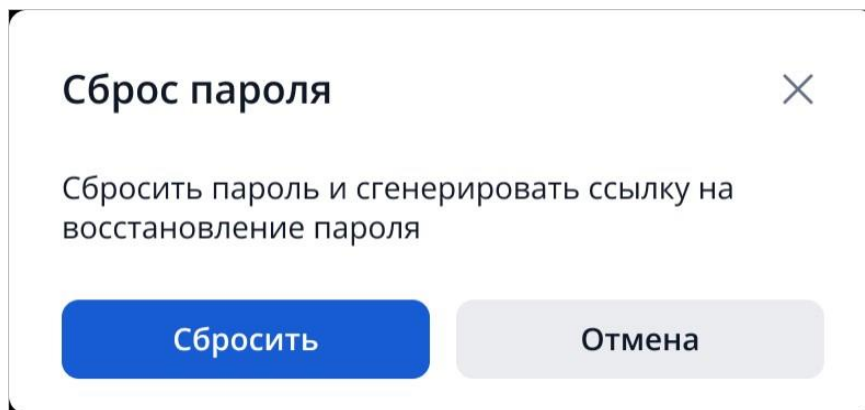 Сброс пароля
Сбросить пароль и сгенерировать ссылку на
восстановление пароля
Сбросить
Отмена